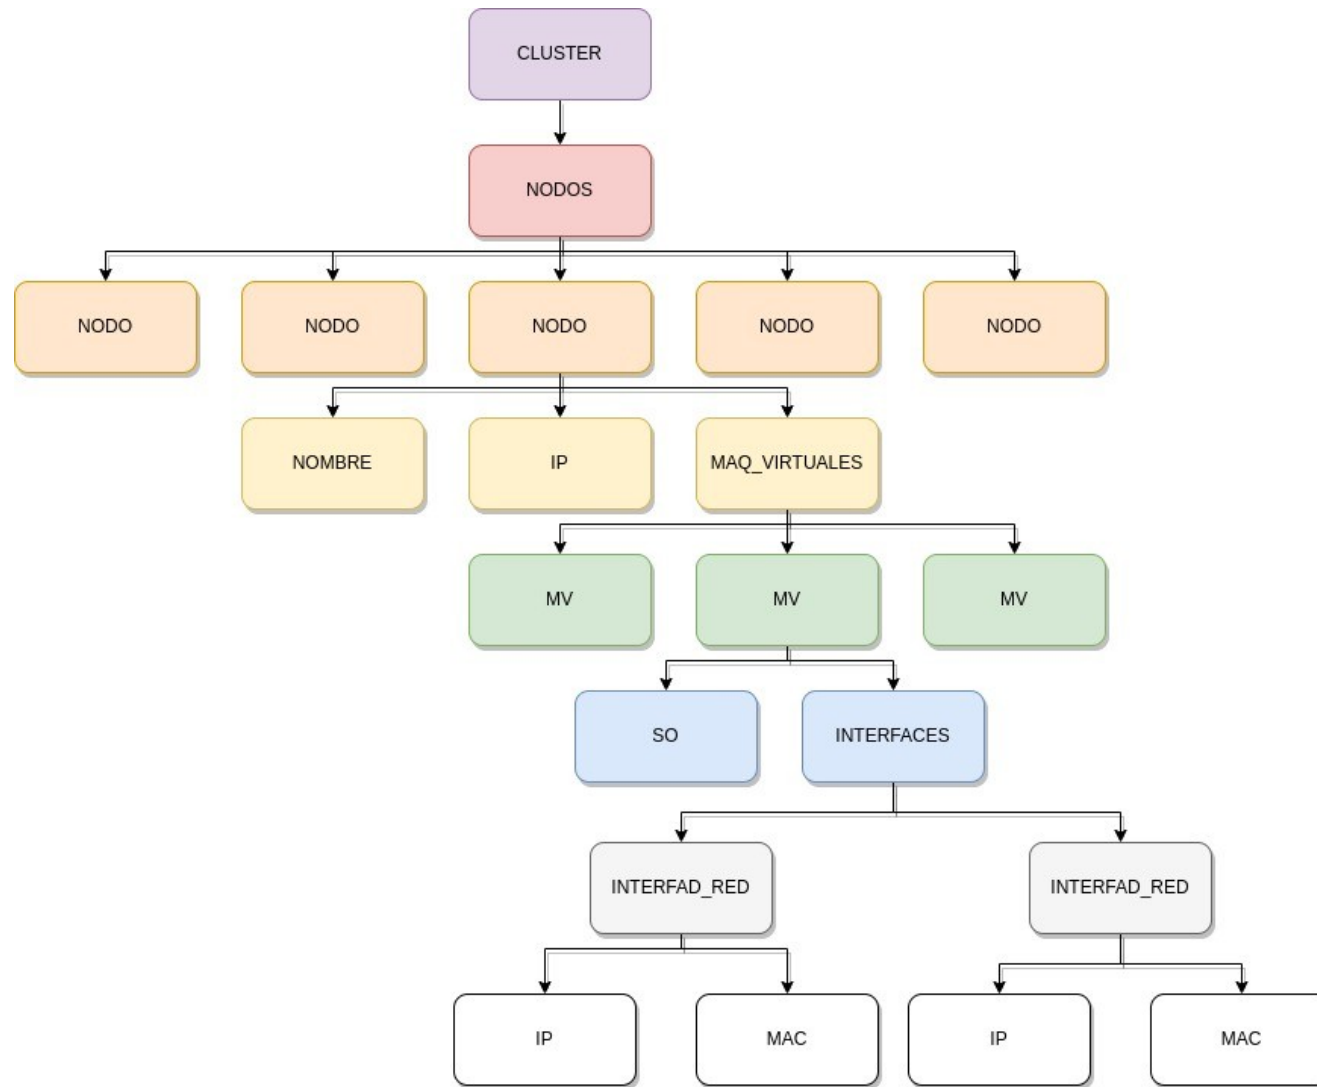 CLUSTER
NODOS
NODO
NODO
NODO
NODO
NODO
NOMBRE
IP
MAQ_VIRTUALES
MV
MV
MV
SO
INTERFACES
INTERFAD_RED
INTERFAD_RED
IP
MAC
IP
MAC